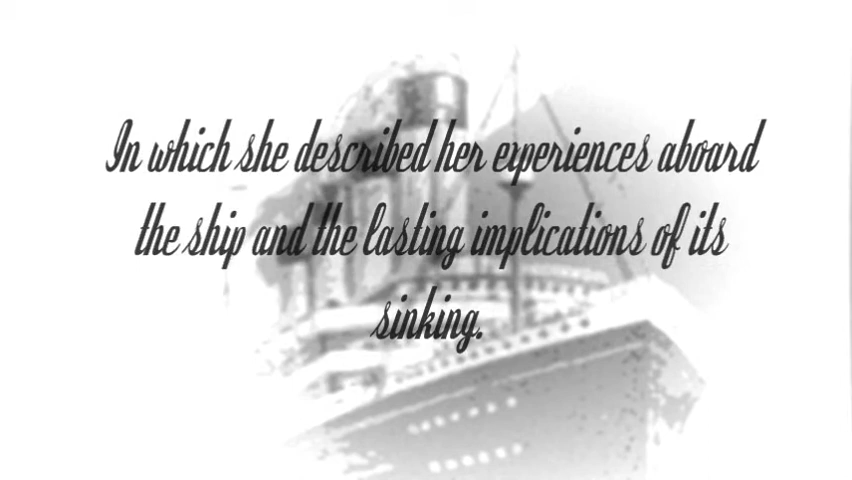 In which she described her experiences aboard
the ship and the lasting implications of its
sinking.